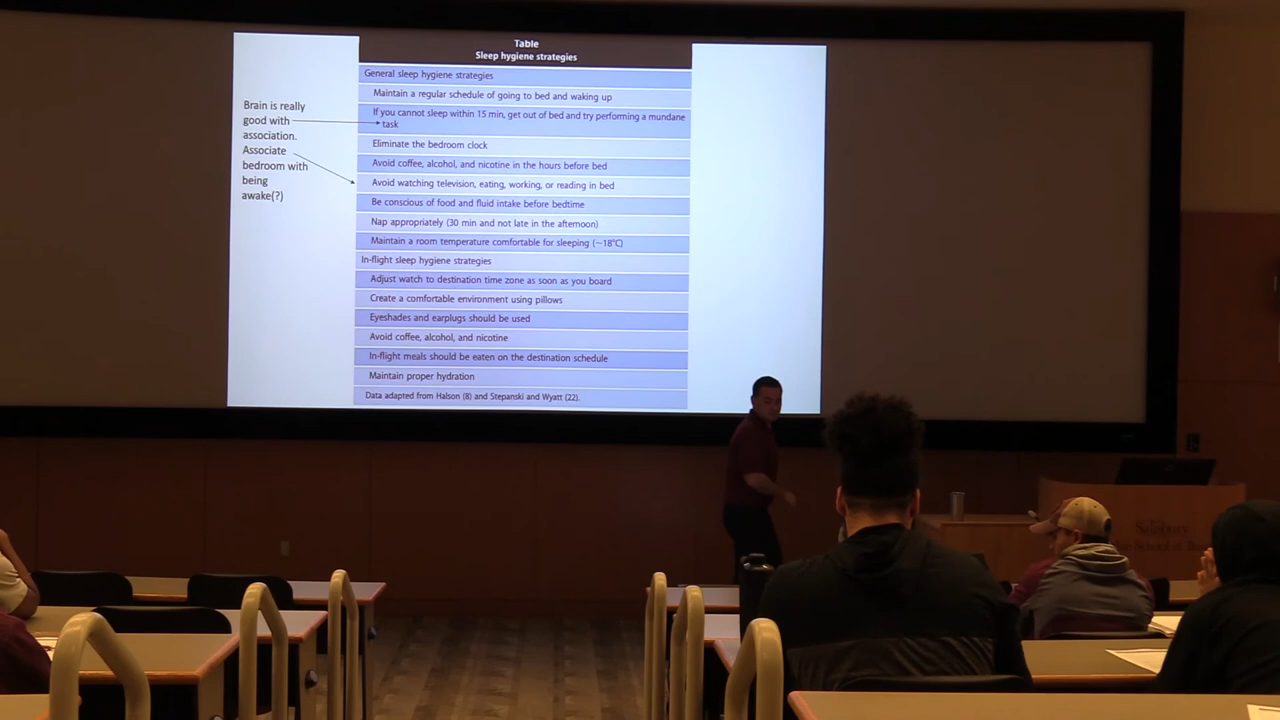 Table
Sleep hygiene strategies
General sleep hygiene strategies
Maintain a regular schedule of going to bed and waking up
If you cannot sleep within 15 min, get out of bed and try performing a mundane
task
Eliminate the bedroom clock
Avoid coffee, alcohol, and nicotine in the hours before bed
Avoid watching television, eating, working, or reading in bed
Be conscious of food and fluid intake before bedtime
Nap appropriately (30 min and not late in the afternoon)
Maintain a room temperature comfortable for sleeping (~18°C)
In-flight sleep hygiene strategies
Adjust watch to destination time zone as soon as you board
Create a comfortable environment using pillows
Eyeshades and earplugs should be used
Avoid coffee, alcohol, and nicotine
In-flight meals should be eaten on the destination schedule
Maintain proper hydration
Data adapted from Halson (8) and Stepanski and Wyatt (22).
Brain is really
good with
association.
Associate
bedroom with
being
awake(?)
Salisbury
School of